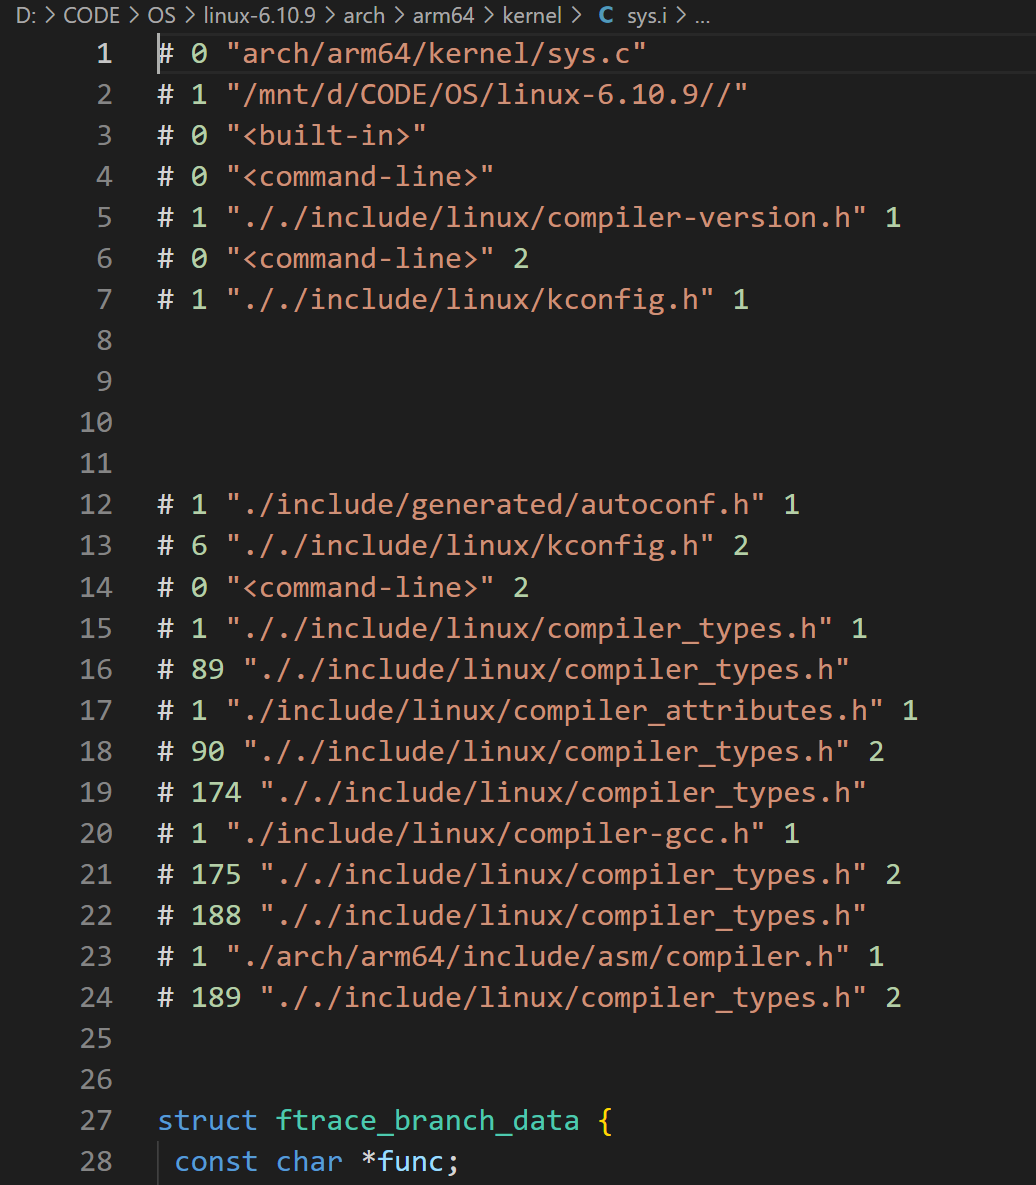 D: > CODE > OS > linux-6.10.9 > arch > arm64 > kernel > C sys.i > ...
1 # 0 "arch/arm64/kernel/sys.c"
2 # 1 "/mnt/d/CODE/OS/linux-6.10.9//"
3 # 0 "<built-in>"
4 # 0 "<command-line>"
5 # 1 "././include/linux/compiler-version.h" 1
6 # 0 "<command-line>" 2
7 # 1 "././include/linux/kconfig.h" 1
8
9
10
11
12 # 1 "./include/generated/autoconf.h" 1
13 # 6 "././include/linux/kconfig.h" 2
14 # 0 "<command-line>" 2
15 # 1 "././include/linux/compiler_types.h" 1
16 # 89 "././include/linux/compiler_types.h"
17 # 1 "./include/linux/compiler_attributes.h" 1
18 # 90 "././include/linux/compiler_types.h" 2
19 # 174 "././include/linux/compiler_types.h"
20 # 1 "./include/linux/compiler-gcc.h" 1
21 # 175 "././include/linux/compiler_types.h" 2
22 # 188 "././include/linux/compiler_types.h"
23 # 1 "./arch/arm64/include/asm/compiler.h" 1
24 # 189 "././include/linux/compiler_types.h" 2
25
26
27 struct ftrace_branch_data {
28 const char *func;